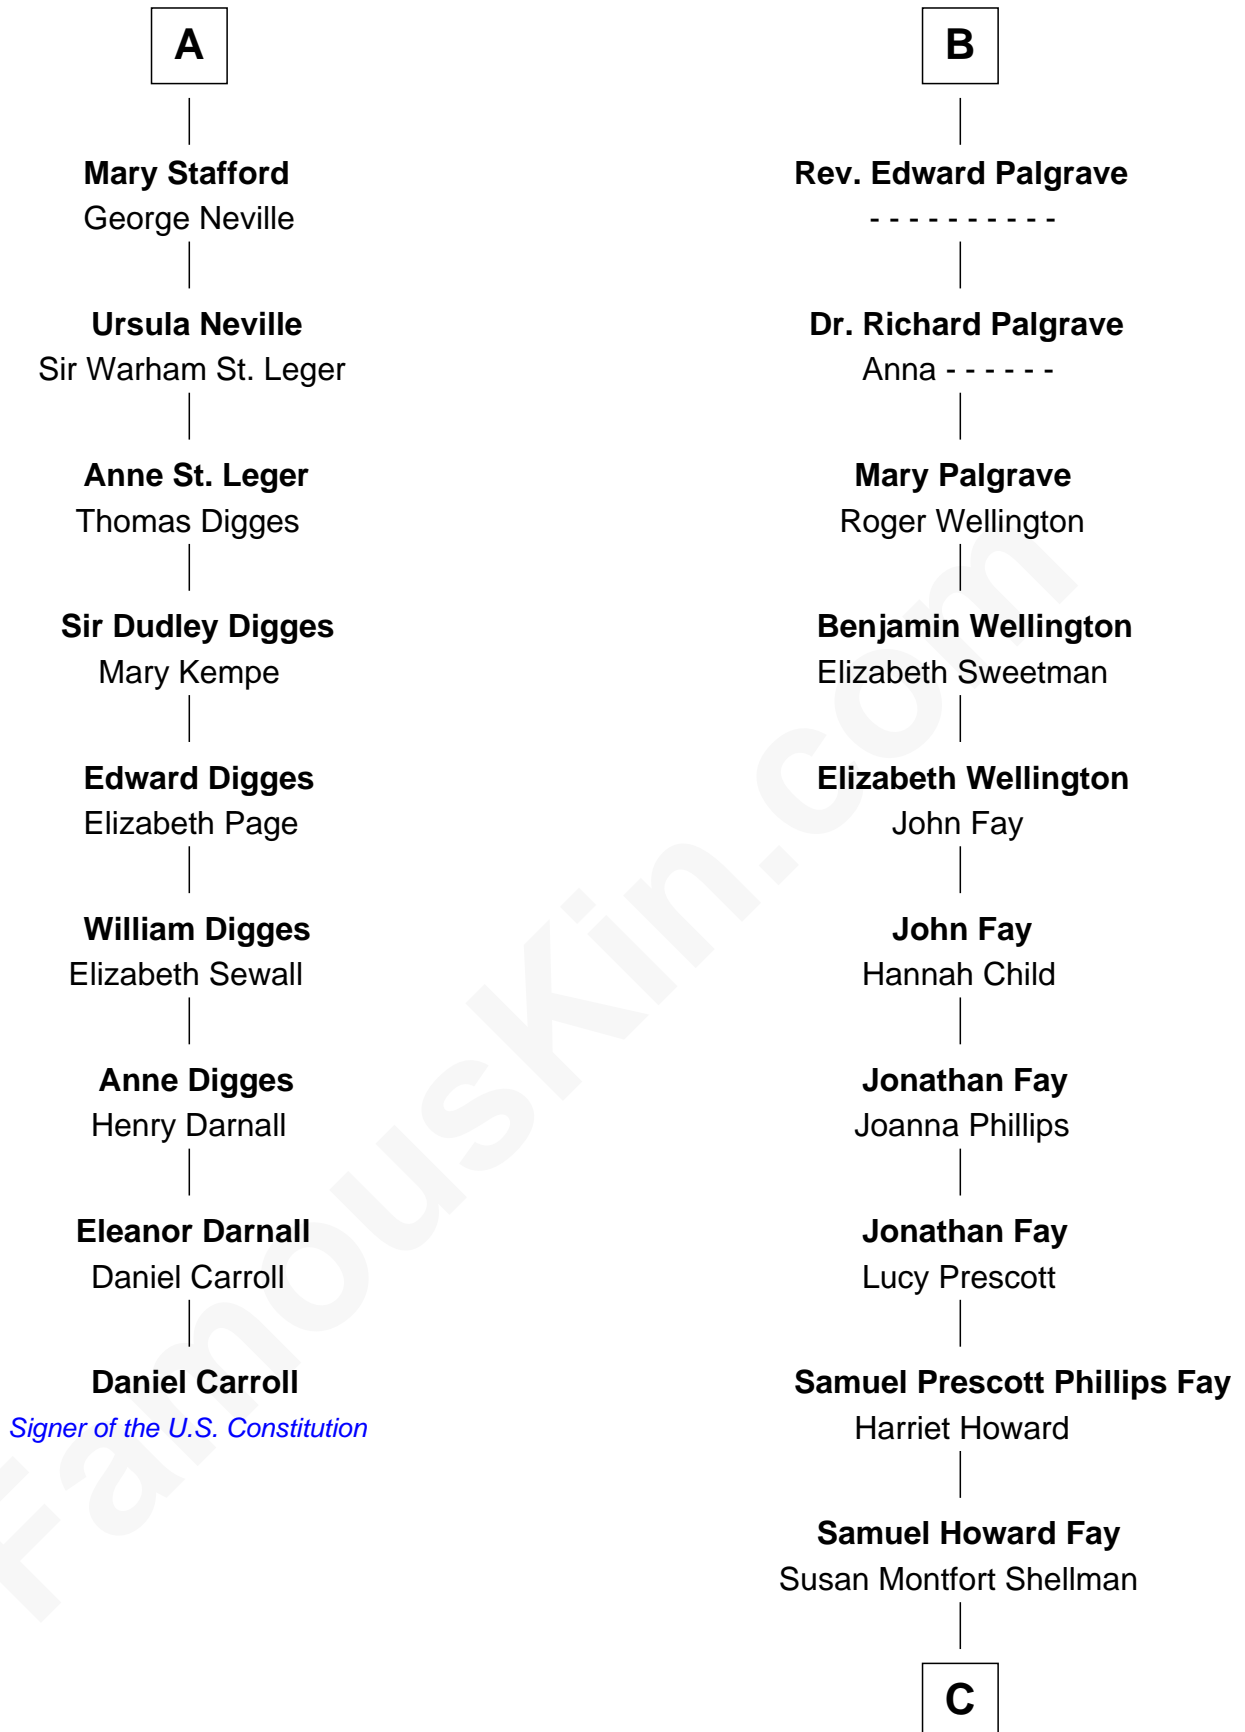 A
Mary Stafford
George Neville
Ursula Neville
Sir Warham St. Leger
Anne St. Leger
Thomas Digges
Sir Dudley Digges
Mary Kempe
Edward Digges
Elizabeth Page
William Digges
Elizabeth Sewall
Anne Digges
Henry Darnall
Eleanor Darnall
Daniel Carroll
Daniel Carroll
Signer of the U.S. Constitution
B
Rev. Edward Palgrave
- - - - - - - - - -
Dr. Richard Palgrave
Anna - - - - - -
Mary Palgrave
Roger Wellington
Benjamin Wellington
Elizabeth Sweetman
Elizabeth Wellington
John Fay
John Fay
Hannah Child
Jonathan Fay
Joanna Phillips
Jonathan Fay
Lucy Prescott
Samuel Prescott Phillips Fay
Harriet Howard
Samuel Howard Fay
Susan Montfort Shellman
C
FamousKin.com